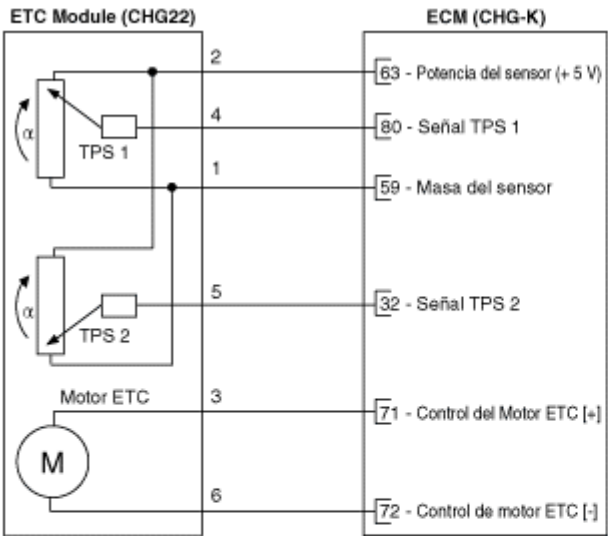 ETC Module (CHG22)
ECM (CHG-K)
2
63 - Potencia del sensor (+ 5 V)
α
TPS 1
4
80 - Señal TPS 1
1
59 - Masa del sensor
α
TPS 2
5
32 - Señal TPS 2
Motor ETC
3
71 - Control del Motor ETC [+]
M
6
72 - Control de motor ETC [-]